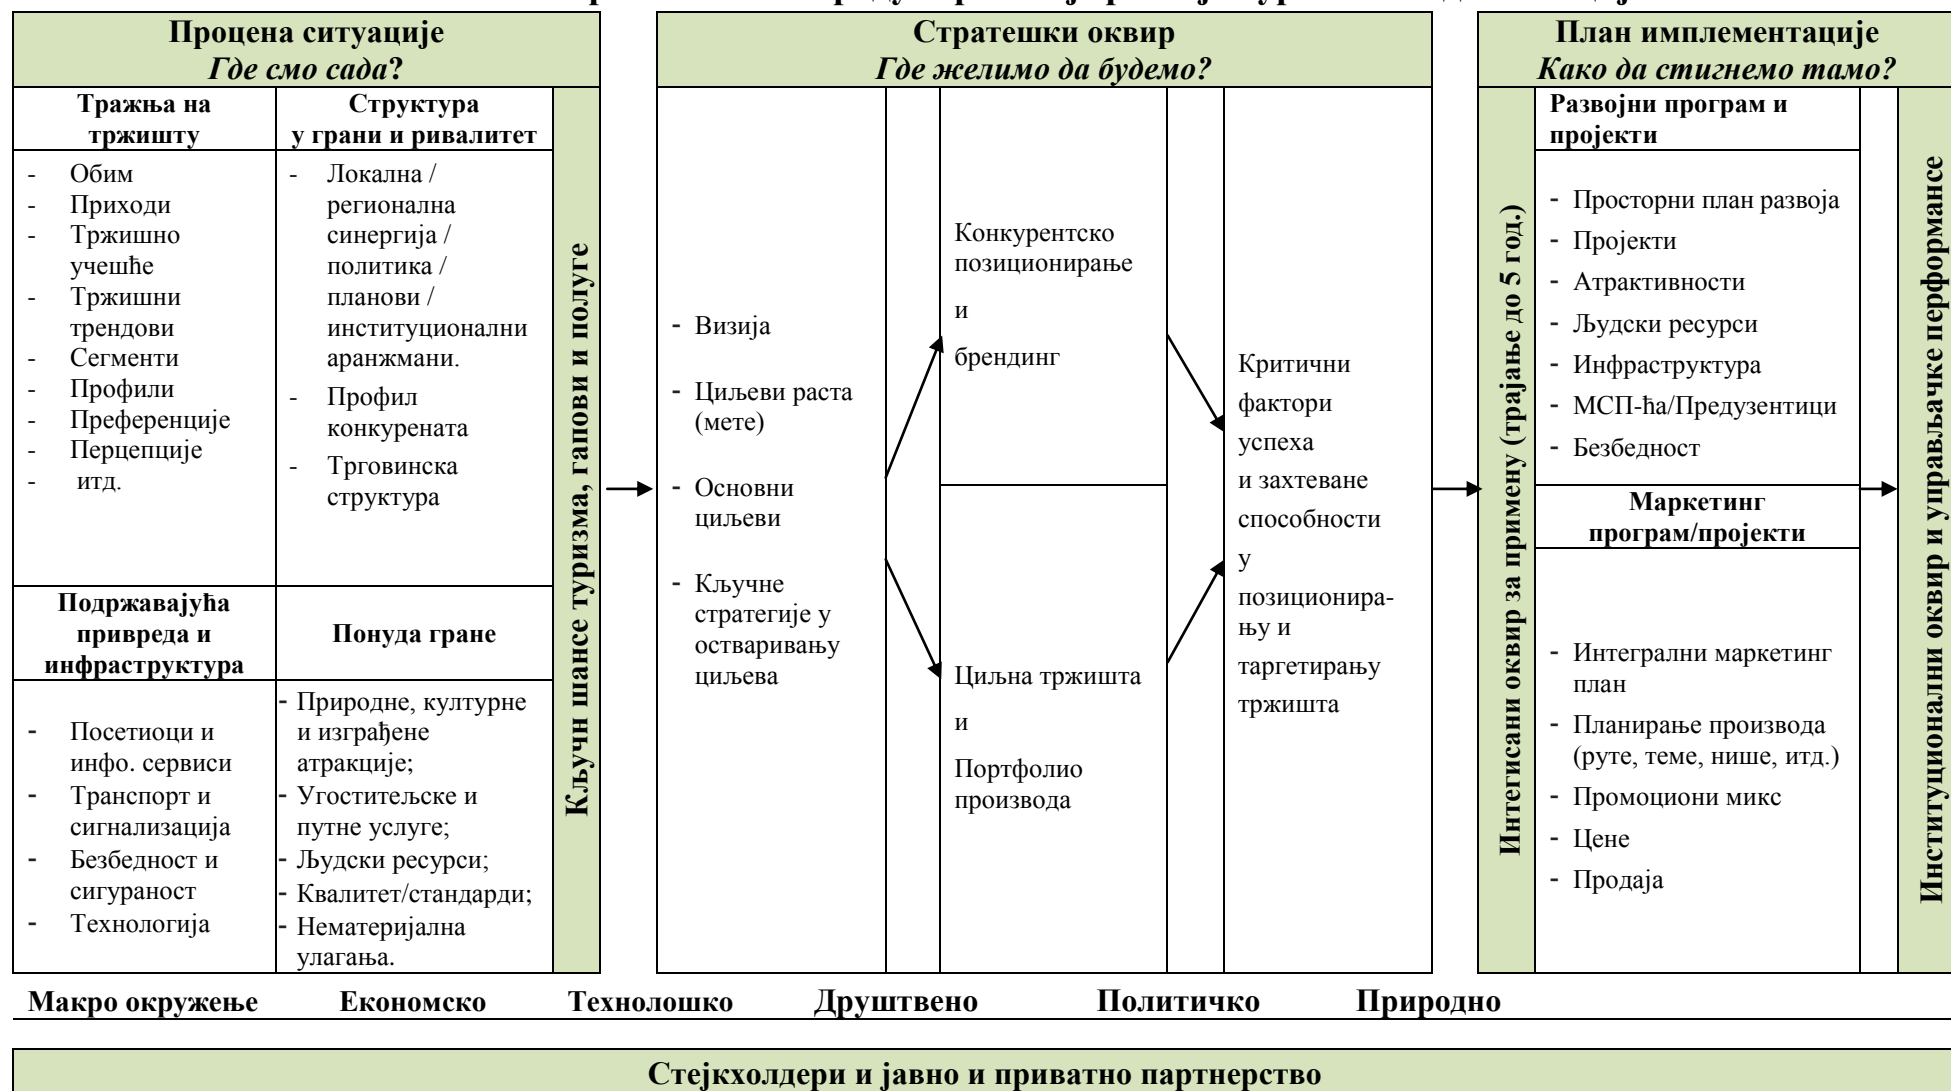 Процена ситуације
Где смо сада?
Тражња на
тржишту
- Обим
- Приходи
- Тржишно
учешће
- Тржишни
трендови
- Сегменти
- Профили
- Преференције
- Перцепције
- итд.
Структура
у грани и ривалитет
- Локална /
регионална
синергија /
политика /
планови /
институционални
аранжмани.
- Профил
конкурената
- Трговинска
структура
Подржавајућа
привреда и
инфраструктура
- Посетиоци и
инфо. сервиси
- Транспорт и
сигнализација
- Безбедност и
сигураност
- Технологија
Понуда гране
- Природне, културне
и изграђене
атракције;
- Угоститељске и
путне услуге;
- Људски ресурси;
- Квалитет/стандарди;
- Нематеријална
улагања.
Кључн шансе туризма, гапови и полуге
Стратешки оквир
Где желимо да будемо?
- Визија
- Циљеви раста
(мете)
- Основни
циљеви
- Кључне
стратегије у
остваривању
циљева
Конкурентско
позиционирање
и
брендинг
Циљна тржишта
и
Портфолио
производа
Критични
фактори
успеха
и захтеване
способности
у
позиционира-
њу и
таргетирању
тржишта
План имплементације
Како да стигнемо тамо?
Интегисани оквир за примену (трајање до 5 год.)
Развојни програм и
пројекти
- Просторни план развоја
- Пројекти
- Атрактивности
- Људски ресурси
- Инфраструктура
- МСП-ћа/Предузентици
- Безбедност
Маркетинг
програм/пројекти
- Интегрални маркетинг
план
- Планирање производа
(руте, теме, нише, итд.)
- Промоциони микс
- Цене
- Продаја
Институционални оквир и управљачке перформансе
Макро окружење Економско Технолошко Друштвено Политичко Природно
Стејкхолдери и јавно и приватно партнерство